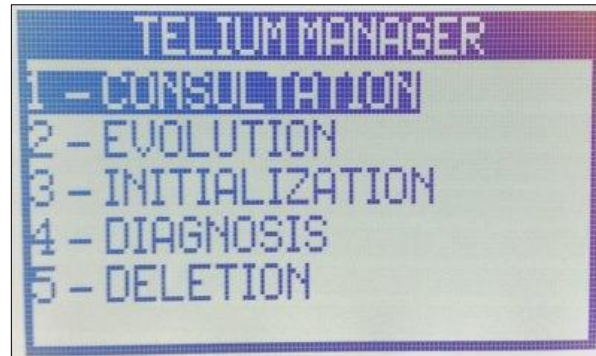 TELIUM MANAGER
1 - CONSULTATION
2 - EVOLUTION
3 - INITIALIZATION
4 - DIAGNOSIS
5 - DELETION